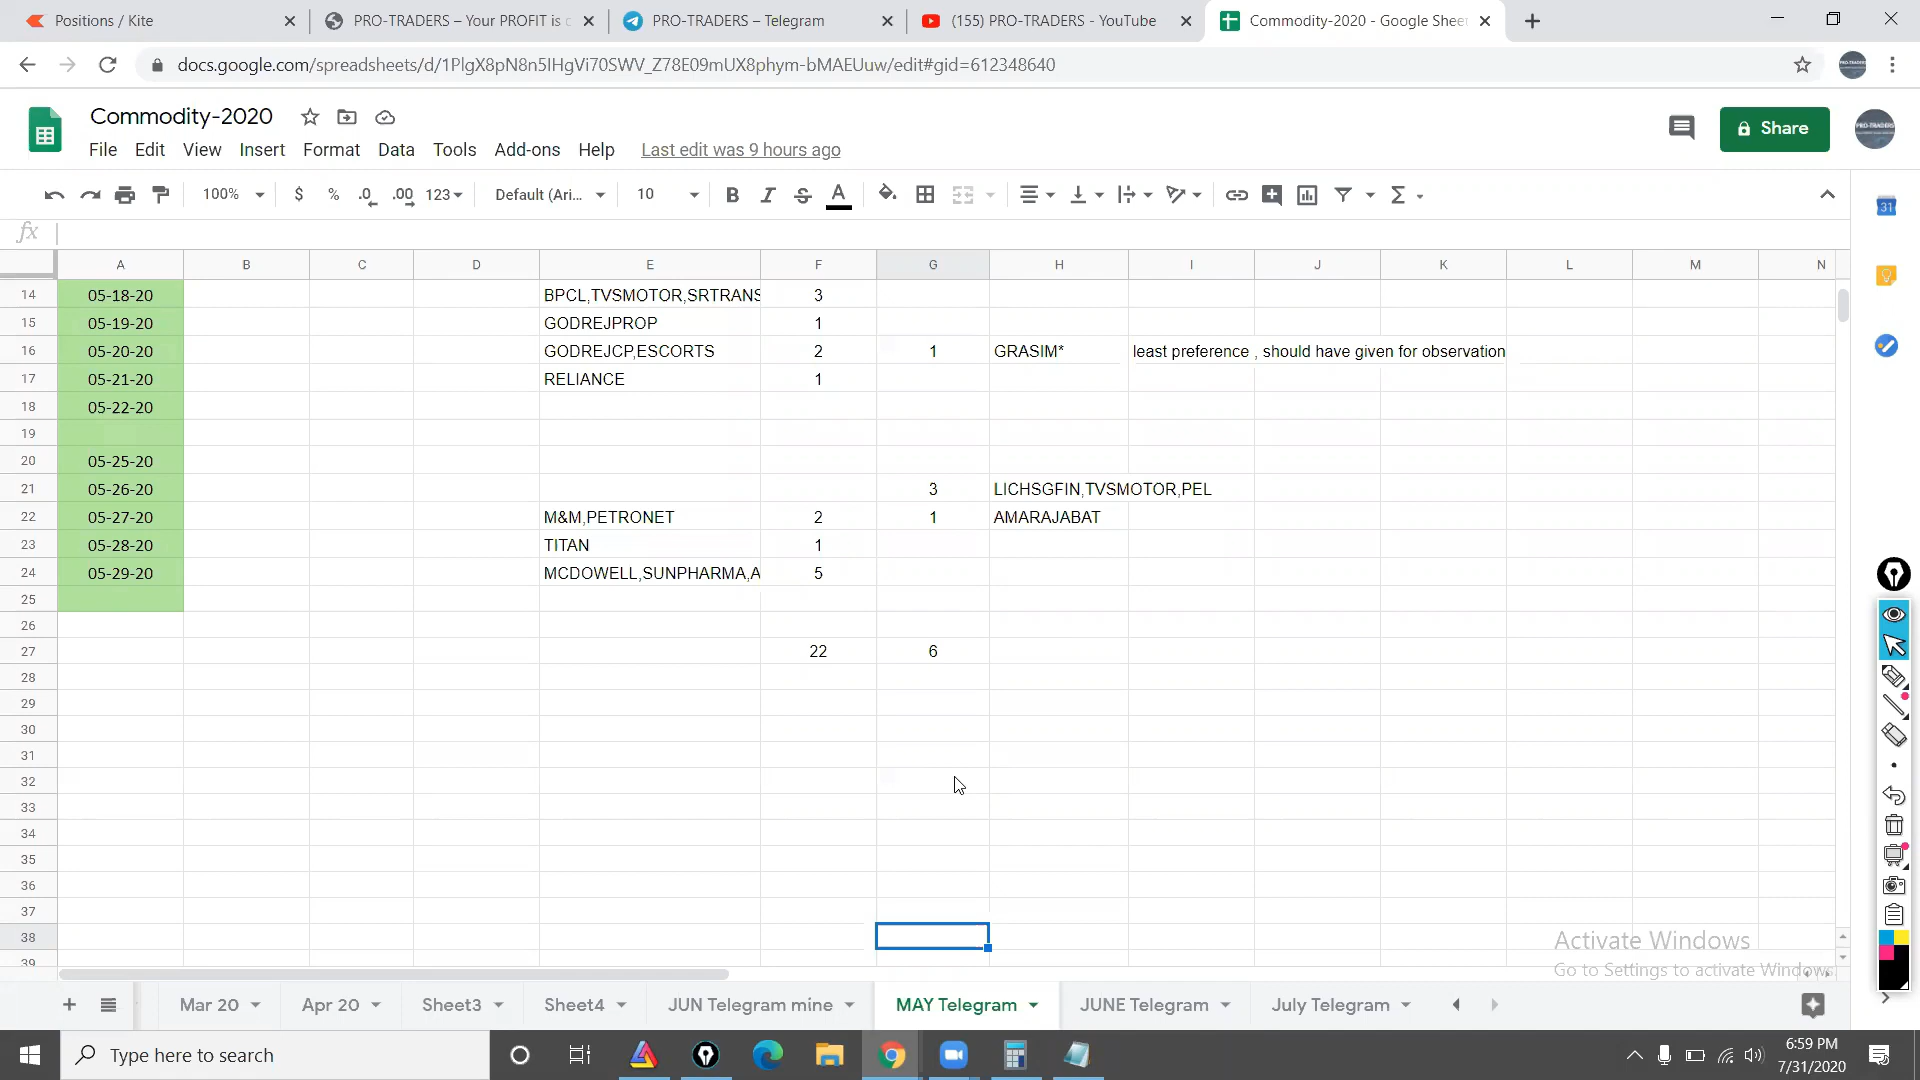 Positions / Kite
PRO-TRADERS – Your PROFIT is
PRO-TRADERS – Telegram
(155) PRO-TRADERS - YouTube
Commodity-2020 - Google Shee
docs.google.com/spreadsheets/d/1PlgX8pN8n5IHgVi70SWV_Z78E09mUX8phym-bMAEUuw/edit#gid=612348640
Commodity-2020
Share
File Edit View Insert Format Data Tools Add-ons Help Last edit was 9 hours ago
100% $ % .0 .00 123 Default (Ari... 10 B I S A Σ
31
fx
A B C D E F G H I J K L M N
14 05-18-20 BPCL,TVSMOTOR,SRTRANS 3
15 05-19-20 GODREJPROP 1
16 05-20-20 GODREJCP,ESCORTS 2 1 GRASIM* least preference , should have given for observation
17 05-21-20 RELIANCE 1
18 05-22-20
19
20 05-25-20
21 05-26-20 3 LICHSGFIN,TVSMOTOR,PEL
22 05-27-20 M&M,PETRONET 2 1 AMARAJABAT
23 05-28-20 TITAN 1
24 05-29-20 MCDOWELL,SUNPHARMA,A 5
25
26
27 22 6
28
29
30
31
32
33
34
35
36
37
38
39
Activate Windows
Go to Settings to activate Windows.
Mar 20 Apr 20 Sheet3 Sheet4 JUN Telegram mine MAY Telegram JUNE Telegram July Telegram
Type here to search
6:59 PM
7/31/2020